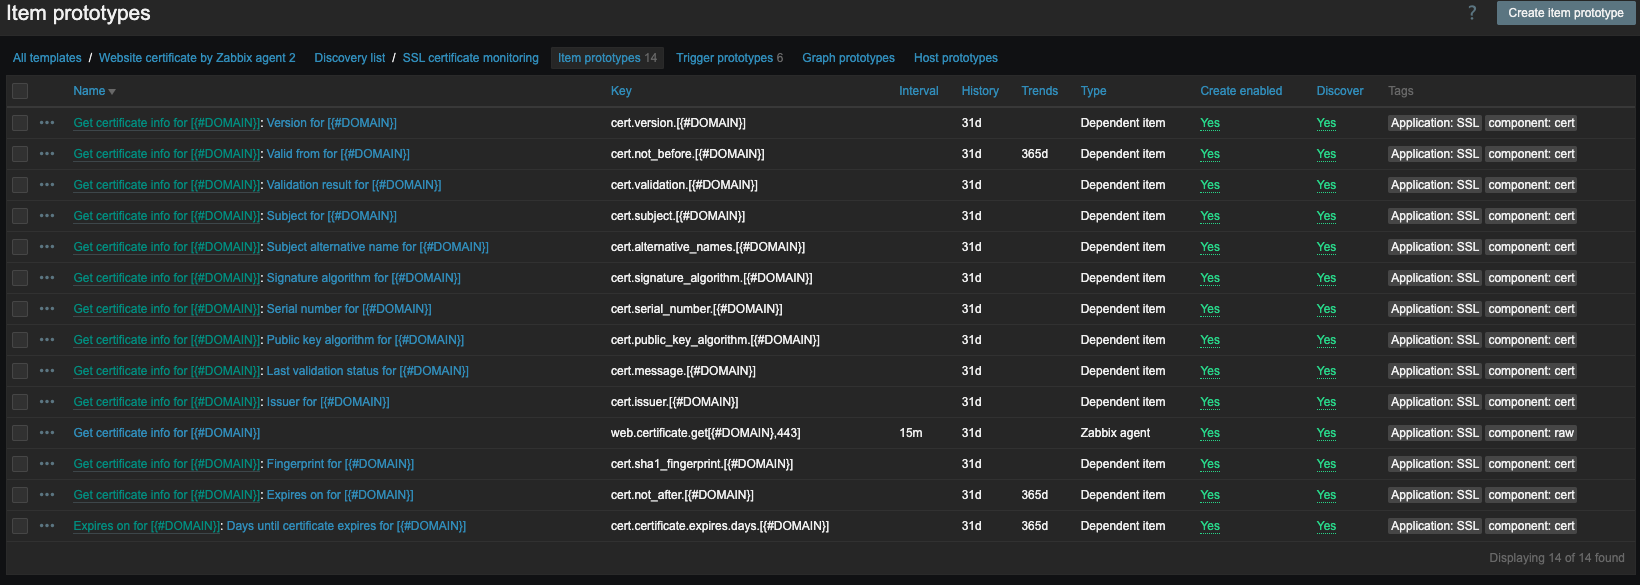 Item prototypes ? Create item prototype
All templates / Website certificate by Zabbix agent 2 Discovery list / SSL certificate monitoring Item prototypes 14 Trigger prototypes 6 Graph prototypes Host prototypes
Name Key Interval History Trends Type Create enabled Discover Tags
Get certificate info for [{#DOMAIN}]: Version for [{#DOMAIN}] cert.version.[{#DOMAIN}] 31d Dependent item Yes Yes Application: SSL component: cert
Get certificate info for [{#DOMAIN}]: Valid from for [{#DOMAIN}] cert.not_before.[{#DOMAIN}] 31d 365d Dependent item Yes Yes Application: SSL component: cert
Get certificate info for [{#DOMAIN}]: Validation result for [{#DOMAIN}] cert.validation.[{#DOMAIN}] 31d Dependent item Yes Yes Application: SSL component: cert
Get certificate info for [{#DOMAIN}]: Subject for [{#DOMAIN}] cert.subject.[{#DOMAIN}] 31d Dependent item Yes Yes Application: SSL component: cert
Get certificate info for [{#DOMAIN}]: Subject alternative name for [{#DOMAIN}] cert.alternative_names.[{#DOMAIN}] 31d Dependent item Yes Yes Application: SSL component: cert
Get certificate info for [{#DOMAIN}]: Signature algorithm for [{#DOMAIN}] cert.signature_algorithm.[{#DOMAIN}] 31d Dependent item Yes Yes Application: SSL component: cert
Get certificate info for [{#DOMAIN}]: Serial number for [{#DOMAIN}] cert.serial_number.[{#DOMAIN}] 31d Dependent item Yes Yes Application: SSL component: cert
Get certificate info for [{#DOMAIN}]: Public key algorithm for [{#DOMAIN}] cert.public_key_algorithm.[{#DOMAIN}] 31d Dependent item Yes Yes Application: SSL component: cert
Get certificate info for [{#DOMAIN}]: Last validation status for [{#DOMAIN}] cert.message.[{#DOMAIN}] 31d Dependent item Yes Yes Application: SSL component: cert
Get certificate info for [{#DOMAIN}]: Issuer for [{#DOMAIN}] cert.issuer.[{#DOMAIN}] 31d Dependent item Yes Yes Application: SSL component: cert
Get certificate info for [{#DOMAIN}] web.certificate.get[{#DOMAIN},443] 15m 31d Zabbix agent Yes Yes Application: SSL component: raw
Get certificate info for [{#DOMAIN}]: Fingerprint for [{#DOMAIN}] cert.sha1_fingerprint.[{#DOMAIN}] 31d Dependent item Yes Yes Application: SSL component: cert
Get certificate info for [{#DOMAIN}]: Expires on for [{#DOMAIN}] cert.not_after.[{#DOMAIN}] 31d 365d Dependent item Yes Yes Application: SSL component: cert
Expires on for [{#DOMAIN}]: Days until certificate expires for [{#DOMAIN}] cert.certificate.expires.days.[{#DOMAIN}] 31d 365d Dependent item Yes Yes Application: SSL component: cert
Displaying 14 of 14 found